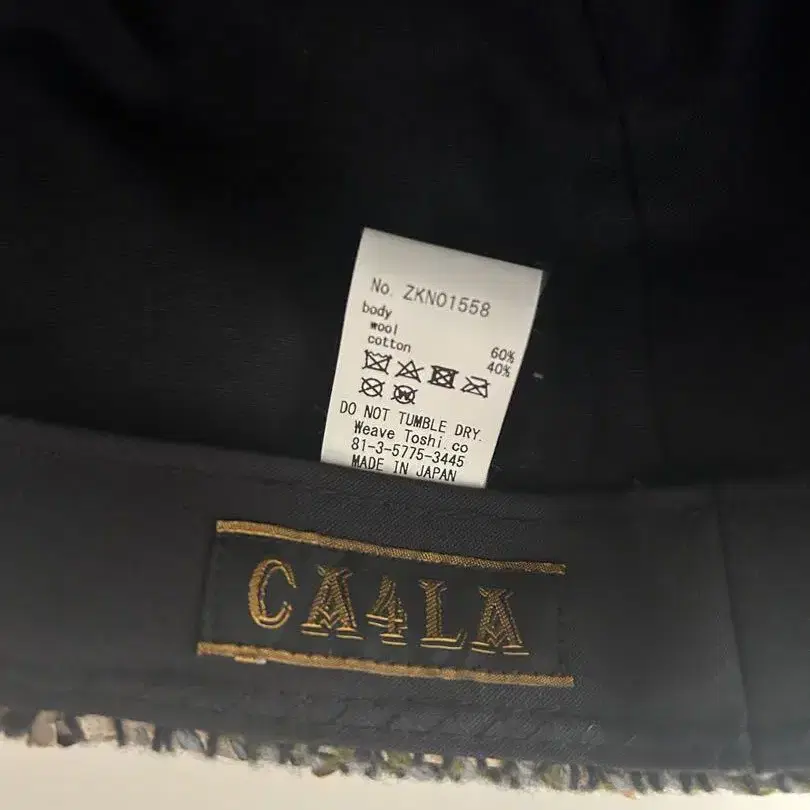 No. ZKN01558
body
wool 60%
cotton 40%
DO NOT TUMBLE DRY.
Weave Toshi.co
81-3-5775-3445
MADE IN JAPAN
CA4LA